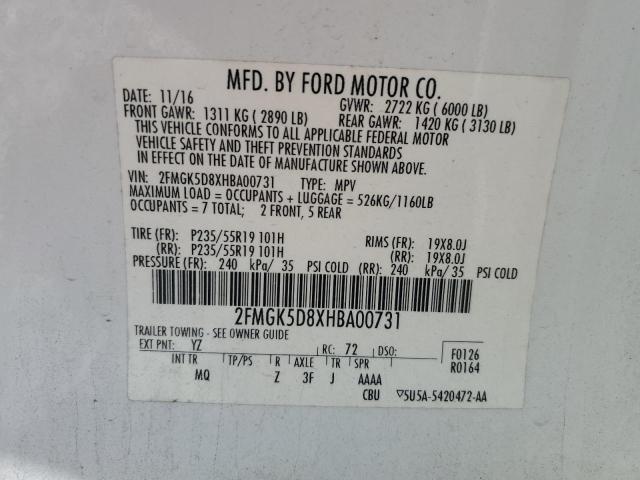 MFD. BY FORD MOTOR CO.
DATE: 11/16 GVWR: 2722 KG ( 6000 LB)
FRONT GAWR: 1311 KG ( 2890 LB) REAR GAWR: 1420 KG ( 3130 LB)
THIS VEHICLE CONFORMS TO ALL APPLICABLE FEDERAL MOTOR
VEHICLE SAFETY AND THEFT PREVENTION STANDARDS
IN EFFECT ON THE DATE OF MANUFACTURE SHOWN ABOVE.
VIN: 2FMGK5D8XHBA00731 TYPE: MPV
MAXIMUM LOAD = OCCUPANTS + LUGGAGE = 526KG/1160LB
OCCUPANTS = 7 TOTAL; 2 FRONT, 5 REAR
TIRE (FR): P235/55R19 101H RIMS (FR): 19X8.0J
(RR): P235/55R19 101H (RR): 19X8.0J
PRESSURE (FR): 240 kPa/ 35 PSI COLD (RR): 240 kPa/ 35 PSI COLD
2FMGK5D8XHBA00731
TRAILER TOWING - SEE OWNER GUIDE
EXT PNT: YZ RC: 72 DSO: F0126
INT TR TP/PS R AXLE TR SPR R0164
MQ Z 3F J AAAA
CBU ▽5U5A-5420472-AA